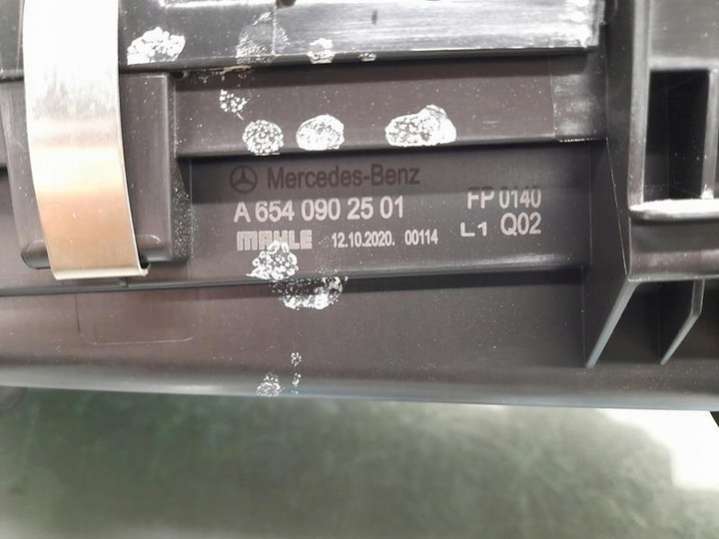 Mercedes-Benz
A 654 090 25 01
FP 0140
MAHLE 12.10.2020. 00114
L1 Q02